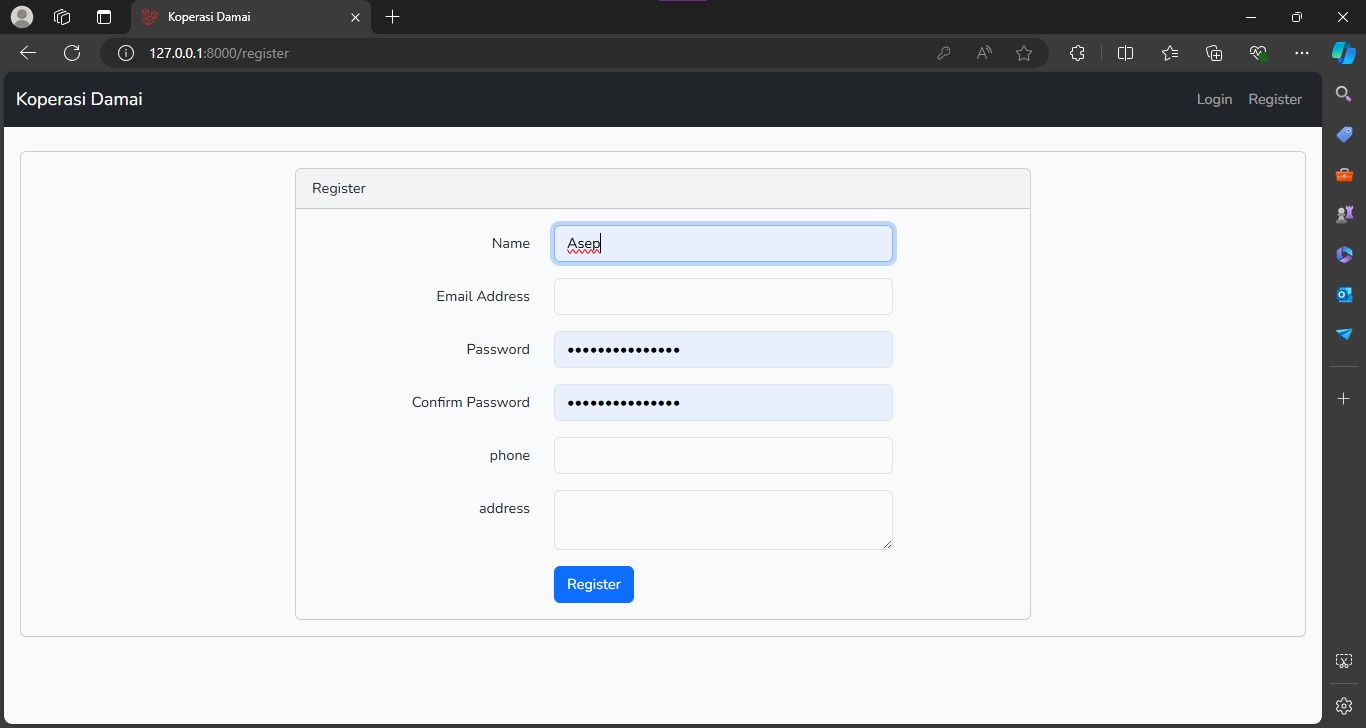 Koperasi Damai
127.0.0.1:8000/register
Koperasi Damai
Login Register
Register
Name Asep
Email Address
Password •••••••••••••••
Confirm Password •••••••••••••••
phone
address
Register